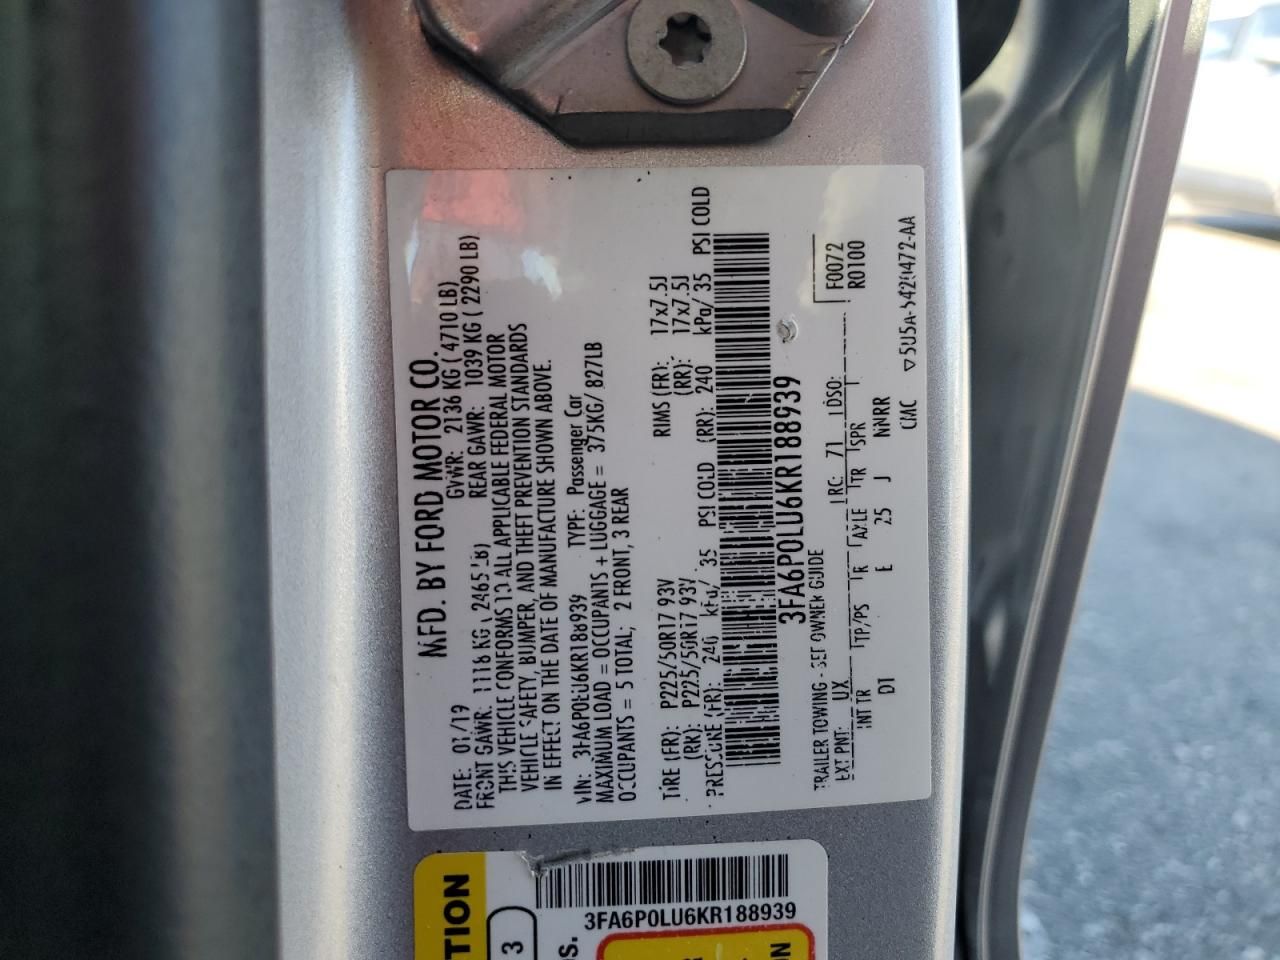 MFD. BY FORD MOTOR CO.
DATE: 01/19 GVWR: 2136 KG ( 4710 LB)
FRONT GAWR: 1118 KG ( 2465 LB) REAR GAWR: 1039 KG ( 2290 LB)
THIS VEHICLE CONFORMS TO ALL APPLICABLE FEDERAL MOTOR
VEHICLE SAFETY, BUMPER, AND THEFT PREVENTION STANDARDS
IN EFFECT ON THE DATE OF MANUFACTURE SHOWN ABOVE.
VIN: 3FA6P0LU6KR188939 TYPE: Passenger Car
MAXIMUM LOAD = OCCUPANTS + LUGGAGE = 375KG/ 827LB
OCCUPANTS = 5 TOTAL; 2 FRONT, 3 REAR
TIRE (FR): P225/50R17 93V RIMS (FR): 17x7.5J
(RR): P225/50R17 93V (RR): 17x7.5J
PRESSURE (FR): 240 kPa/ 35 PSI COLD (RR): 240 kPa/ 35 PSI COLD
3FA6P0LU6KR188939
TRAILER TOWING - SEE OWNER GUIDE F0072
EXT PNT: UX RC: 71 DSO: R0100
INT TR TP/PS R AXLE TR SPR
DT E 25 J NNRR
CMC ▽5U5A-5420472-AA
3FA6P0LU6KR188939
3